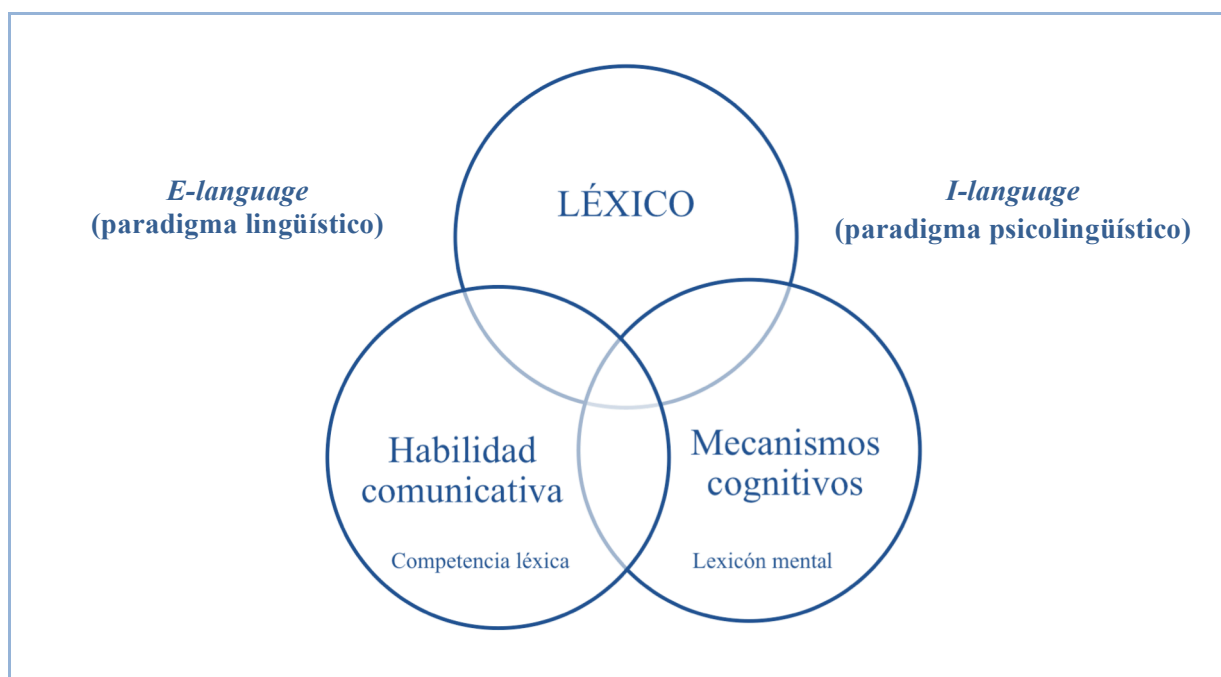 LÉXICO
E-language
(paradigma lingüístico)
I-language
(paradigma psicolingüístico)
Habilidad
comunicativa
Competencia léxica
Mecanismos
cognitivos
Lexicón mental